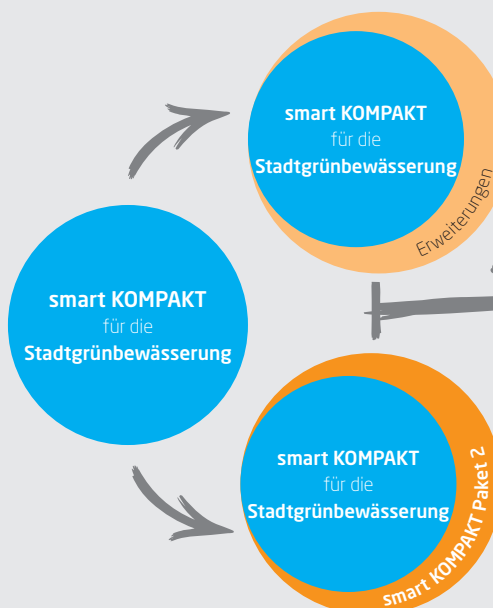 smart KOMPAKT
für die
Stadtgrünbewässerung
Erweiterungen
smart KOMPAKT
für die
Stadtgrünbewässerung
smart KOMPAKT
für die
Stadtgrünbewässerung
smart KOMPAKT Paket 2